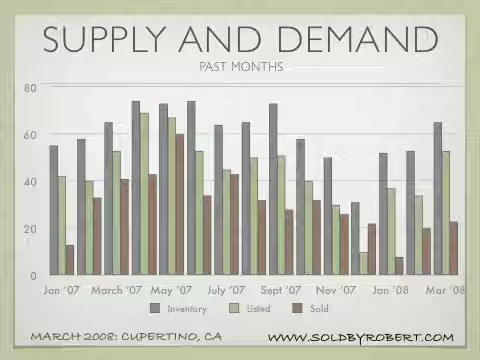 SUPPLY AND DEMAND
PAST MONTHS
80
60
40
20
0
Jan '07 March '07 May '07 July '07 Sept '07 Nov '07 Jan '08 Mar '08
Inventory Listed Sold
MARCH 2008: CUPERTINO, CA WWW.SOLDBYROBERT.COM